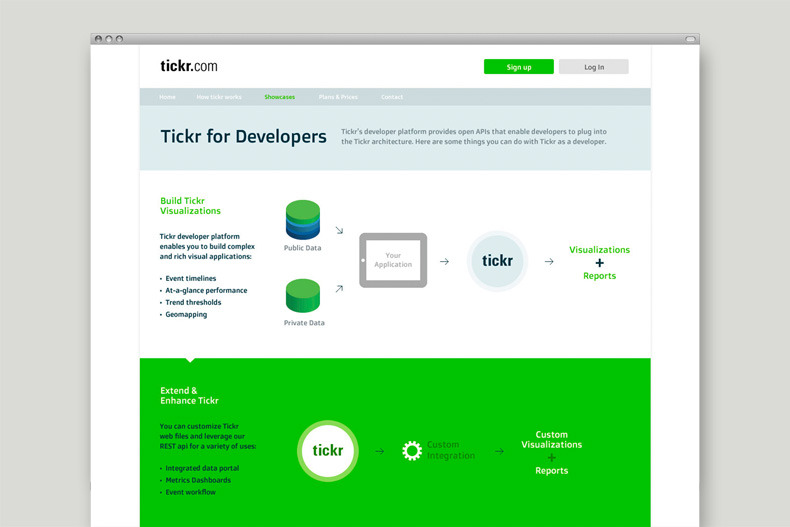 tickr.com
Sign up
Log In
Home
How tickr works
Showcases
Plans & Prices
Contact
Tickr for Developers
Tickr's developer platform provides open APIs that enable developers to plug into
the Tickr architecture. Here are some things you can do with Tickr as a developer.
Build Tickr
Visualizations
Tickr developer platform
enables you to build complex
and rich visual applications:
• Event timelines
• At-a-glance performance
• Trend thresholds
• Geomapping
Public Data
Private Data
Your
Application
tickr
Visualizations
+
Reports
Extend &
Enhance Tickr
You can customize Tickr
web files and leverage our
REST api for a variety of uses:
• Integrated data portal
• Metrics Dashboards
• Event workflow
tickr
Custom
Integration
Custom
Visualizations
+
Reports